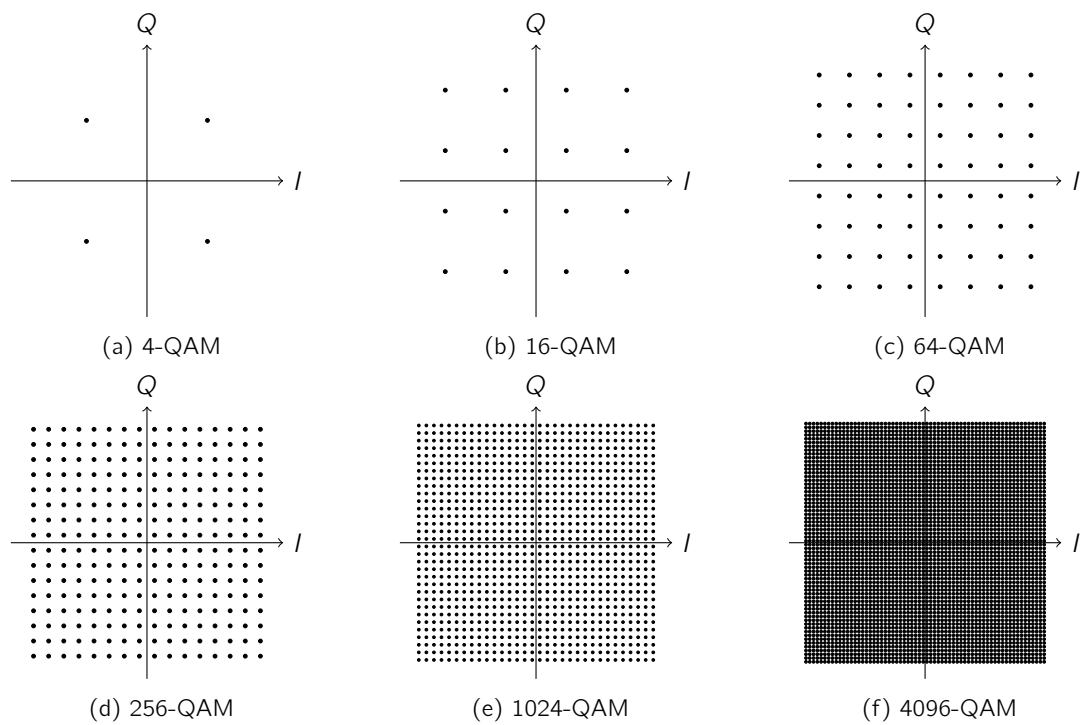 Q
I
(a) 4-QAM
Q
I
(b) 16-QAM
Q
I
(c) 64-QAM
Q
I
(d) 256-QAM
Q
I
(e) 1024-QAM
Q
I
(f) 4096-QAM